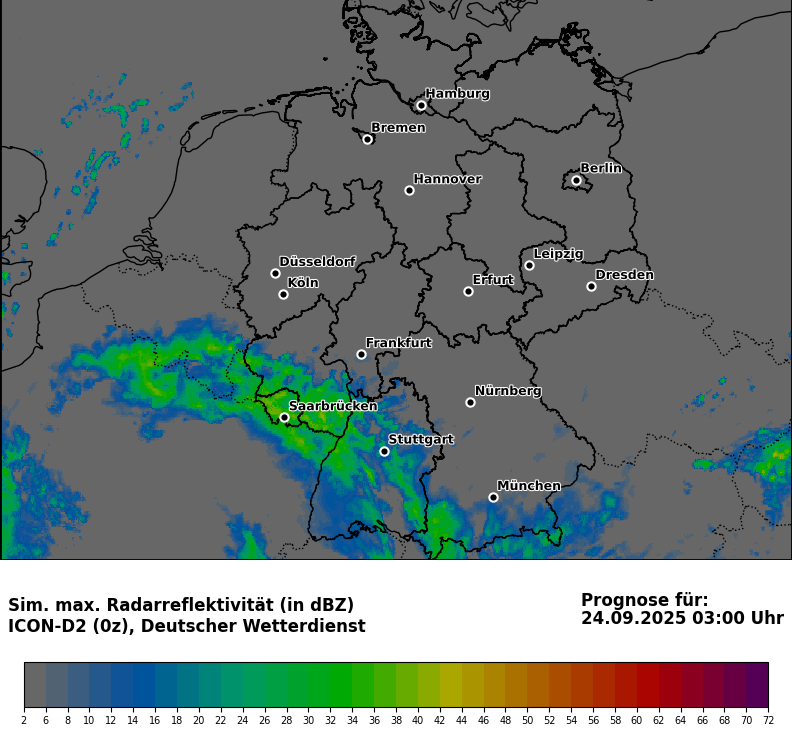 Hamburg
Bremen
Berlin
Hannover
Leipzig
Düsseldorf
Dresden
Köln
Erfurt
Frankfurt
Nürnberg
Saarbrücken
Stuttgart
München
Sim. max. Radarreflektivität (in dBZ)
ICON-D2 (0z), Deutscher Wetterdienst
Prognose für:
24.09.2025 03:00 Uhr
2 6 8 10 12 14 16 18 20 22 24 26 28 30 32 34 36 38 40 42 44 46 48 50 52 54 56 58 60 62 64 66 68 70 72